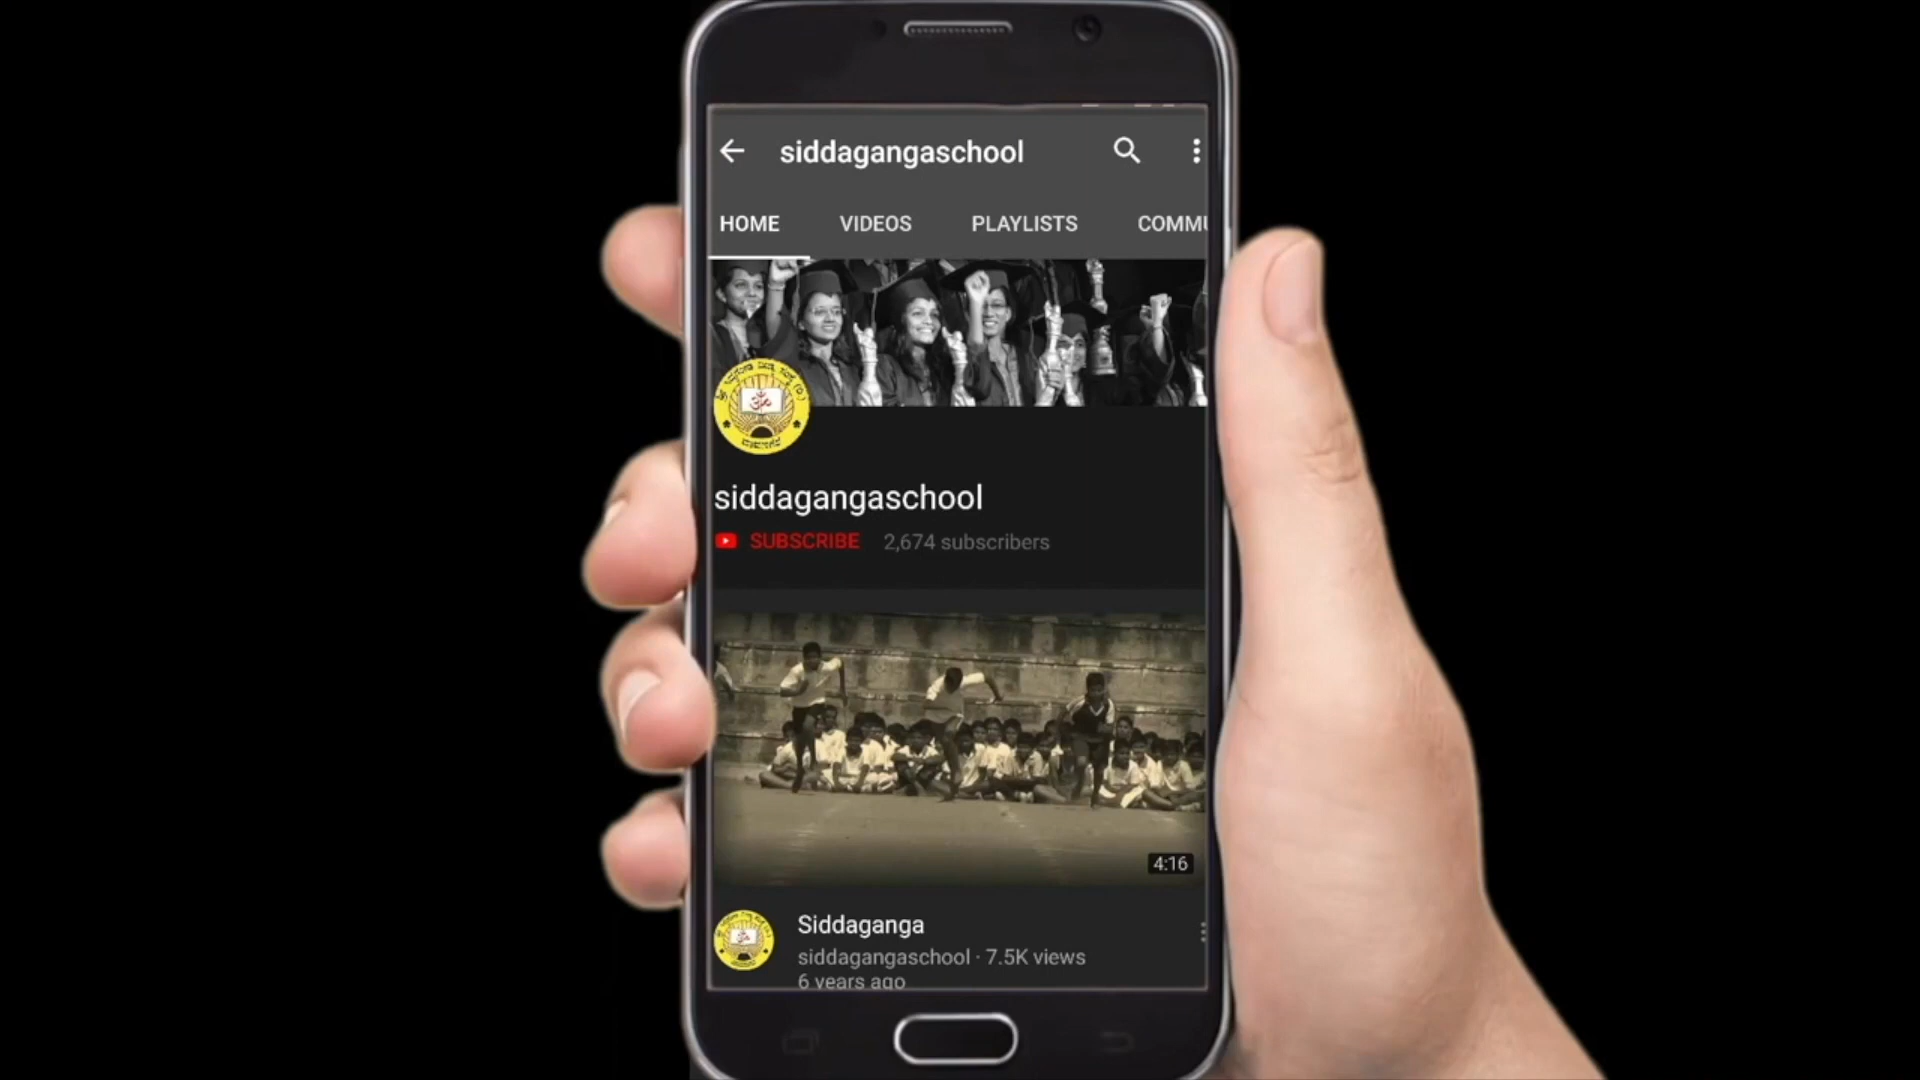 siddagangaschool
HOME VIDEOS PLAYLISTS COMMU
siddagangaschool
SUBSCRIBE 2,674 subscribers
4:16
Siddaganga
siddagangaschool · 7.5K views
6 years ago